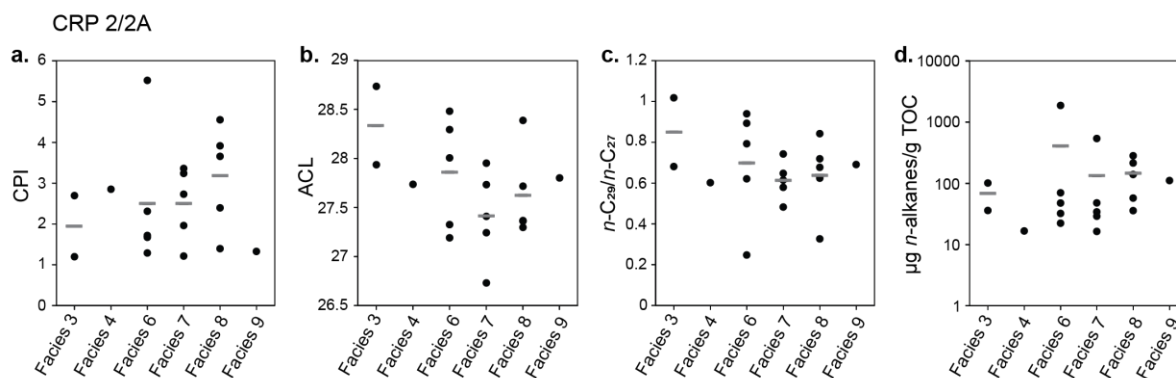 CRP 2/2A
a.
CPI
6
5
4
3
2
1
0
Facies 3
Facies 4
Facies 6
Facies 7
Facies 8
Facies 9
b.
ACL
29
28.5
28
27.5
27
26.5
Facies 3
Facies 4
Facies 6
Facies 7
Facies 8
Facies 9
c.
n-C₂₉/n-C₂₇
1.2
1
0.8
0.6
0.4
0.2
0
Facies 3
Facies 4
Facies 6
Facies 7
Facies 8
Facies 9
d.
µg n-alkanes/g TOC
10000
1000
100
10
1
Facies 3
Facies 4
Facies 6
Facies 7
Facies 8
Facies 9